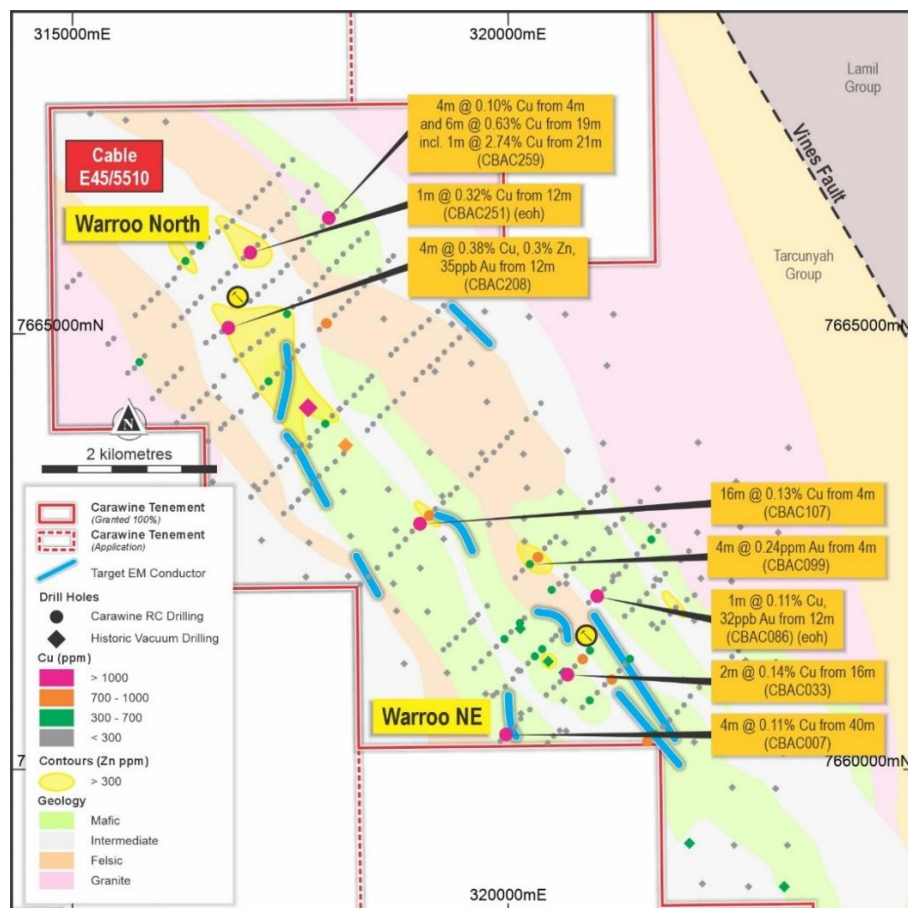 315000mE
320000mE
Lamil
Group
Vines Fault
Tarcunyah
Group
4m @ 0.10% Cu from 4m
and 6m @ 0.63% Cu from 19m
incl. 1m @ 2.74% Cu from 21m
(CBAC259)
Cable
E45/5510
Warroo North
1m @ 0.32% Cu from 12m
(CBAC251) (eoh)
4m @ 0.38% Cu, 0.3% Zn,
35ppb Au from 12m
(CBAC208)
7665000mN
7665000mN
N
2 kilometres
16m @ 0.13% Cu from 4m
(CBAC107)
4m @ 0.24ppm Au from 4m
(CBAC099)
1m @ 0.11% Cu,
32ppb Au from 12m
(CBAC086) (eoh)
2m @ 0.14% Cu from 16m
(CBAC033)
Warroo NE
4m @ 0.11% Cu from 40m
(CBAC007)
7660000mN
Carawine Tenement
(Granted 100%)
Carawine Tenement
(Application)
Target EM Conductor
Drill Holes
Carawine RC Drilling
Historic Vacuum Drilling
Cu (ppm)
> 1000
700 - 1000
300 - 700
< 300
Contours (Zn ppm)
> 300
Geology
Mafic
Intermediate
Felsic
Granite
320000mE